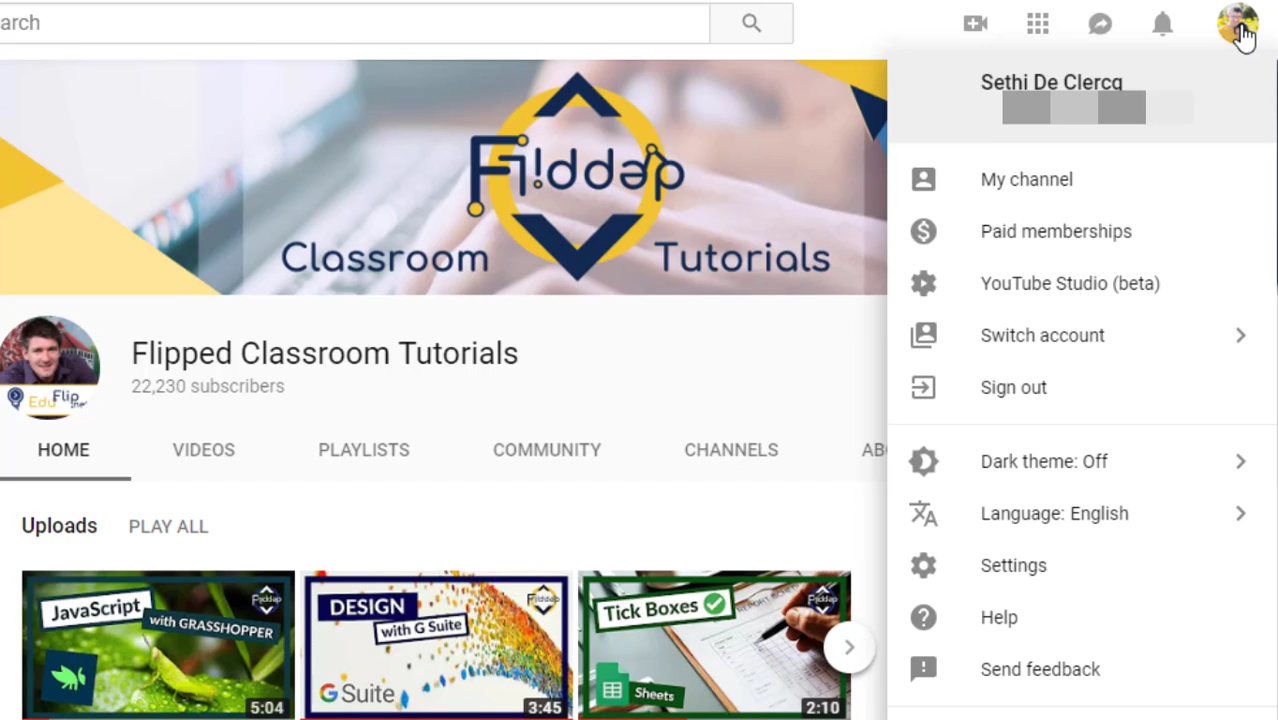 arch
Sethi De Clercq
Flipped
Classroom Tutorials
My channel
Paid memberships
YouTube Studio (beta)
Switch account
Sign out
Dark theme: Off
Language: English
Settings
Help
Send feedback
Edu Flip
Flipped Classroom Tutorials
22,230 subscribers
HOME VIDEOS PLAYLISTS COMMUNITY CHANNELS AB
Uploads PLAY ALL
JavaScript
with GRASSHOPPER
5:04
DESIGN
with G Suite
G Suite
3:45
Tick Boxes
Sheets
2:10